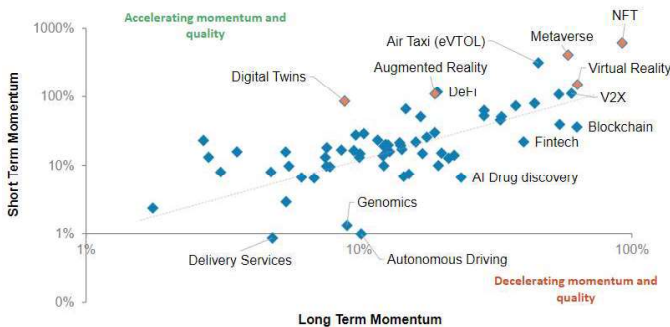 Accelerating momentum and
quality
NFT
1000%
Air Taxi (eVTOL)
Metaverse
Digital Twins
Augmented Reality
Virtual Reality
100%
DeFi
V2X
Blockchain
Fintech
10%
AI Drug discovery
Genomics
1%
1%
10%
100%
Delivery Services
Autonomous Driving
Decelerating momentum and
quality
0%
Short Term Momentum
Long Term Momentum